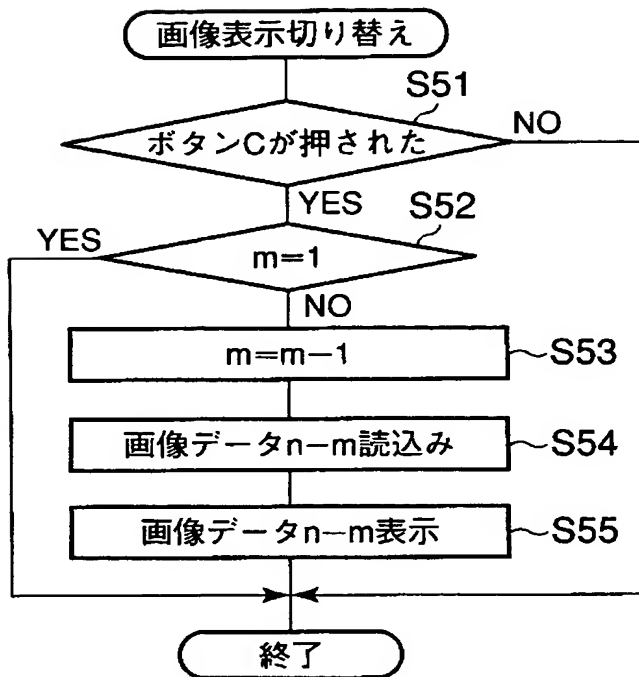 画像表示切り替え
S51
ボタンCが押された
NO
YES
S52
YES
m=1
NO
m=m−1
S53
画像データn−m読込み
S54
画像データn−m表示
S55
終了